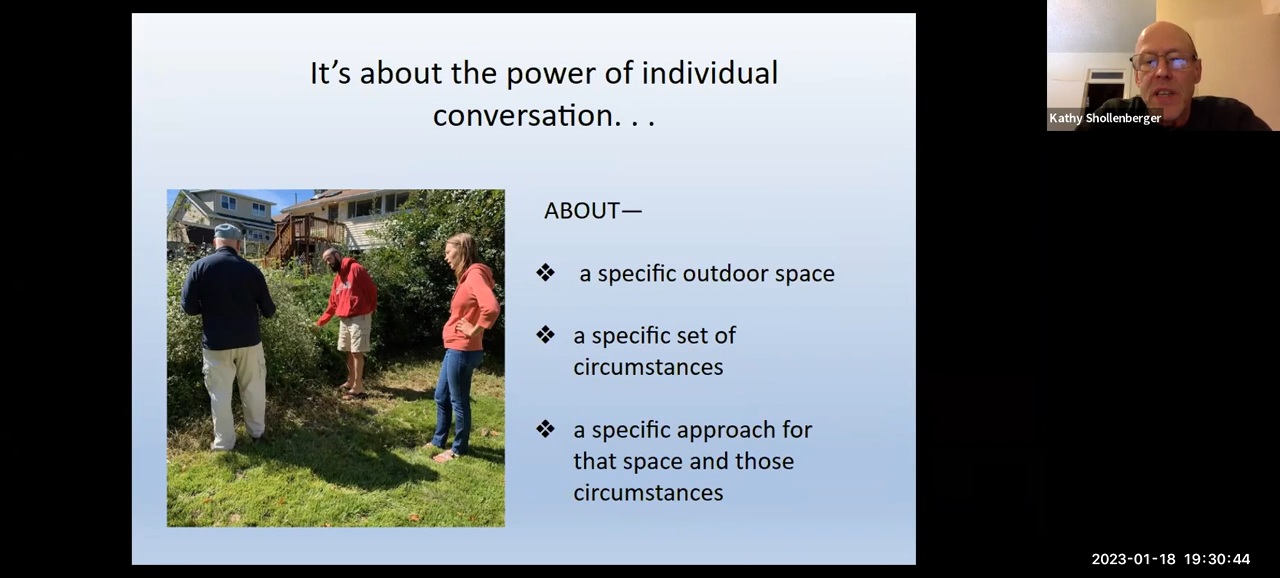 It's about the power of individual
conversation. . .
ABOUT—
❖ a specific outdoor space
❖ a specific set of
circumstances
❖ a specific approach for
that space and those
circumstances
Kathy Shollenberger
2023-01-18 19:30:44